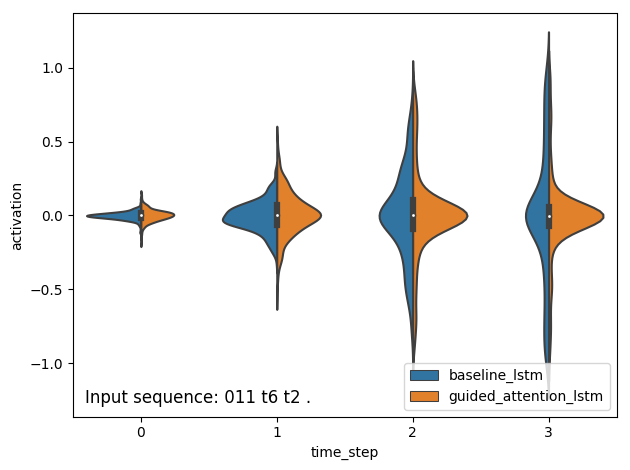 1.0
0.5
0.0
−0.5
−1.0
activation
Input sequence: 011 t6 t2 .
baseline_lstm
guided_attention_lstm
0 1 2 3
time_step